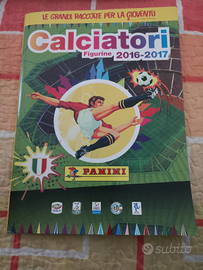 LE GRANDI RACCOLTE PER LA GIOVENTÙ
Calciatori
Figurine 2016-2017
PANINI
subito